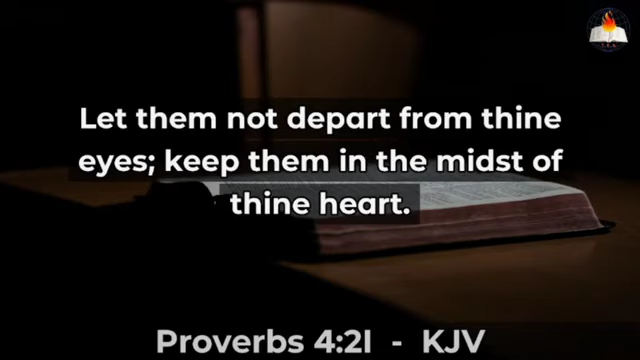 Let them not depart from thine
eyes; keep them in the midst of
thine heart.
Proverbs 4:2I - KJV